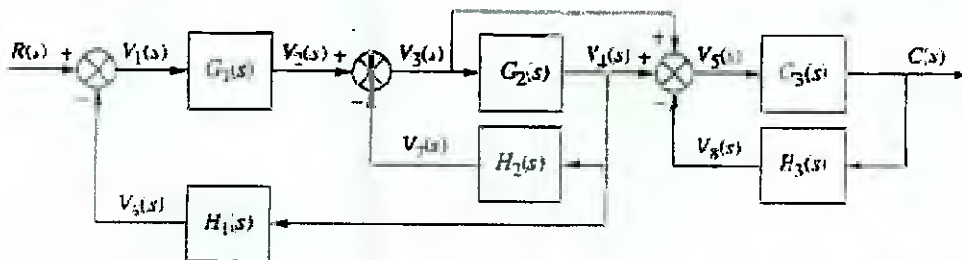 R(s) + V₁(s) G₁(s) V₂(s) + V₃(s) G₂(s) V₄(s) + + V₅(s) G₃(s) C(s)
− − −
V₇(s) H₂(s) V₈(s) H₃(s)
V₆(s) H₁(s)